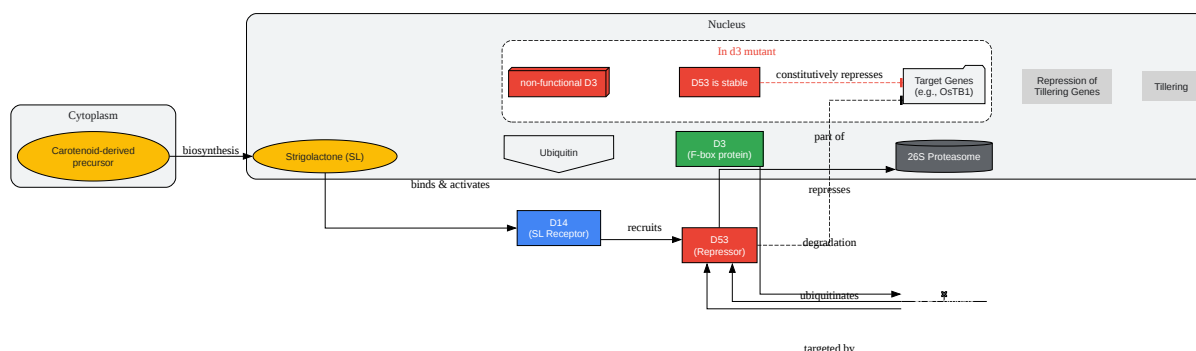 Nucleus
In d3 mutant
non-functional D3
D53 is stable
constitutively represses
Target Genes
(e.g., OsTB1)
Repression of
Tillering Genes
Tillering
Cytoplasm
Carotenoid-derived
precursor
biosynthesis
Strigolactone (SL)
Ubiquitin
D3
(F-box protein)
part of
26S Proteasome
binds & activates
represses
D14
(SL Receptor)
recruits
D53
(Repressor)
degradation
ubiquitinates
targeted by